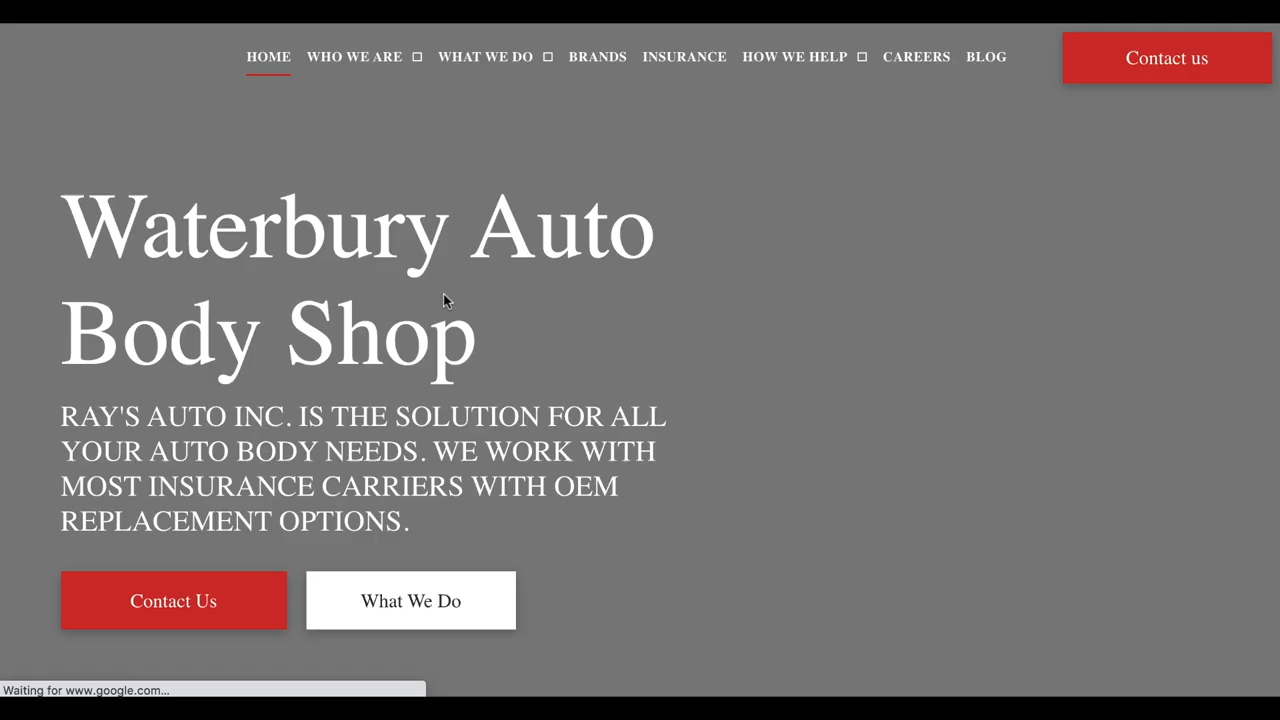 HOME WHO WE ARE WHAT WE DO BRANDS INSURANCE HOW WE HELP CAREERS BLOG Contact us
Waterbury Auto
Body Shop
RAY'S AUTO INC. IS THE SOLUTION FOR ALL
YOUR AUTO BODY NEEDS. WE WORK WITH
MOST INSURANCE CARRIERS WITH OEM
REPLACEMENT OPTIONS.
Contact Us What We Do
Waiting for www.google.com...